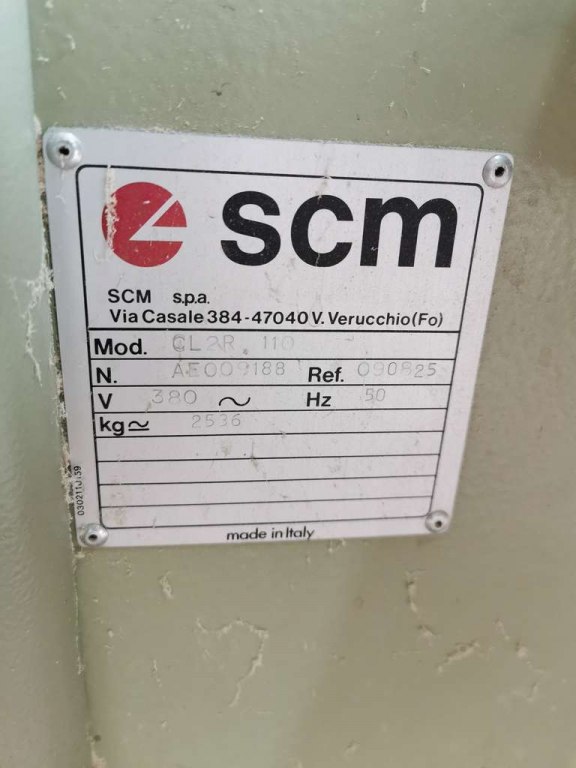 scm
SCM s.p.a.
Via Casale 384-47040 V. Verucchio (Fo)
Mod. CL2R 110
N. AE009188 Ref. 090825
V 380 ~ Hz 50
kg≃ 2536
made in Italy